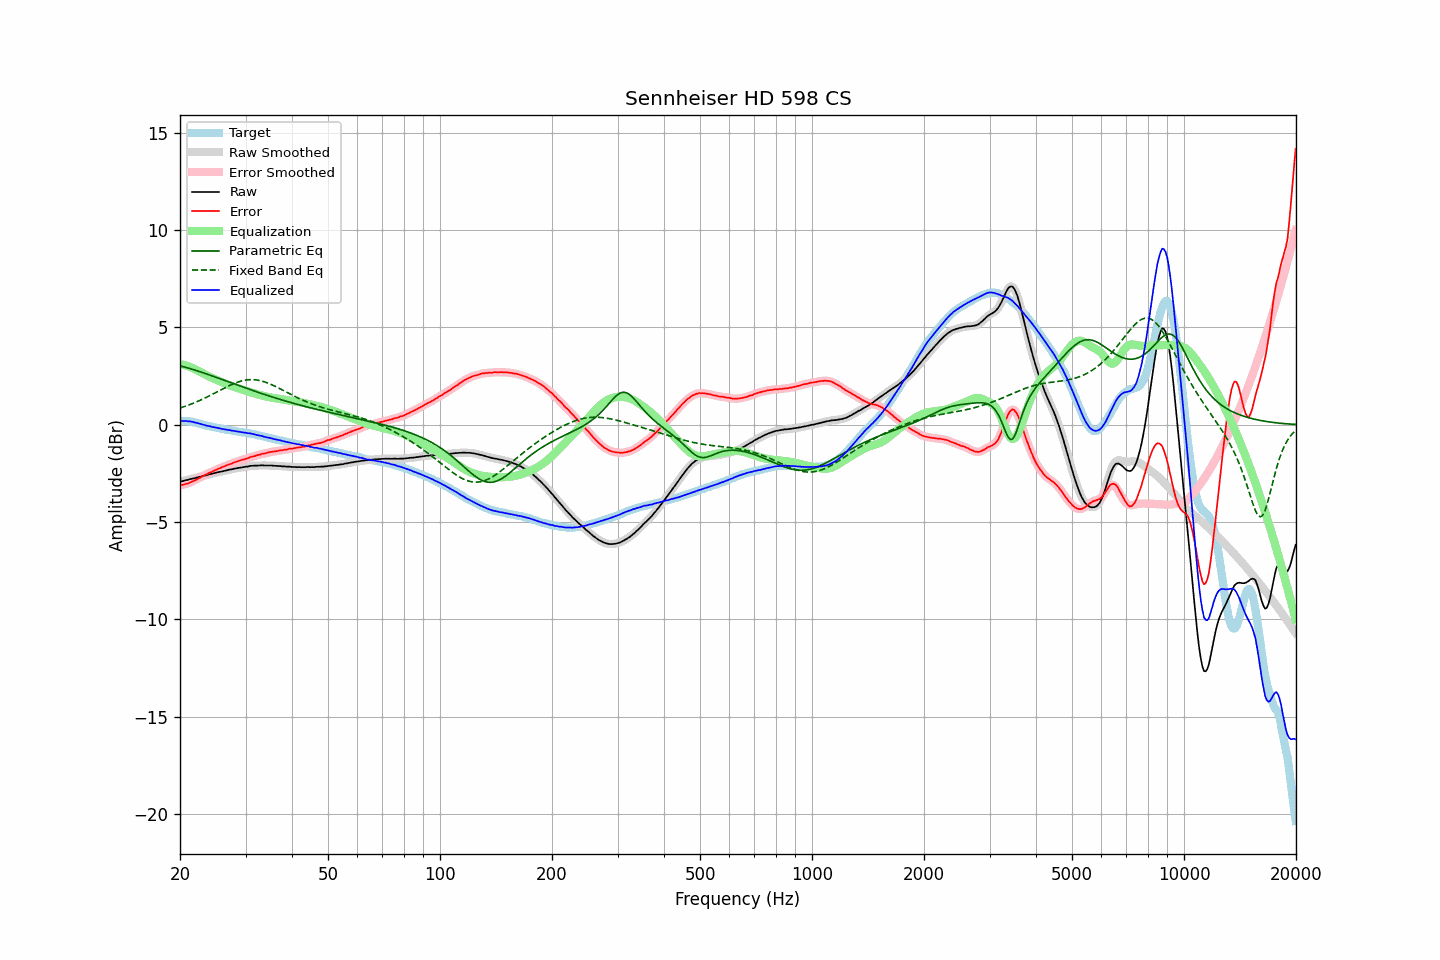 Sennheiser HD 598 CS
Target
Raw Smoothed
Error Smoothed
Raw
Error
Equalization
Parametric Eq
Fixed Band Eq
Equalized
15
10
5
0
−5
−10
−15
−20
Amplitude (dBr)
20
50
100
200
500
1000
2000
5000
10000
20000
Frequency (Hz)